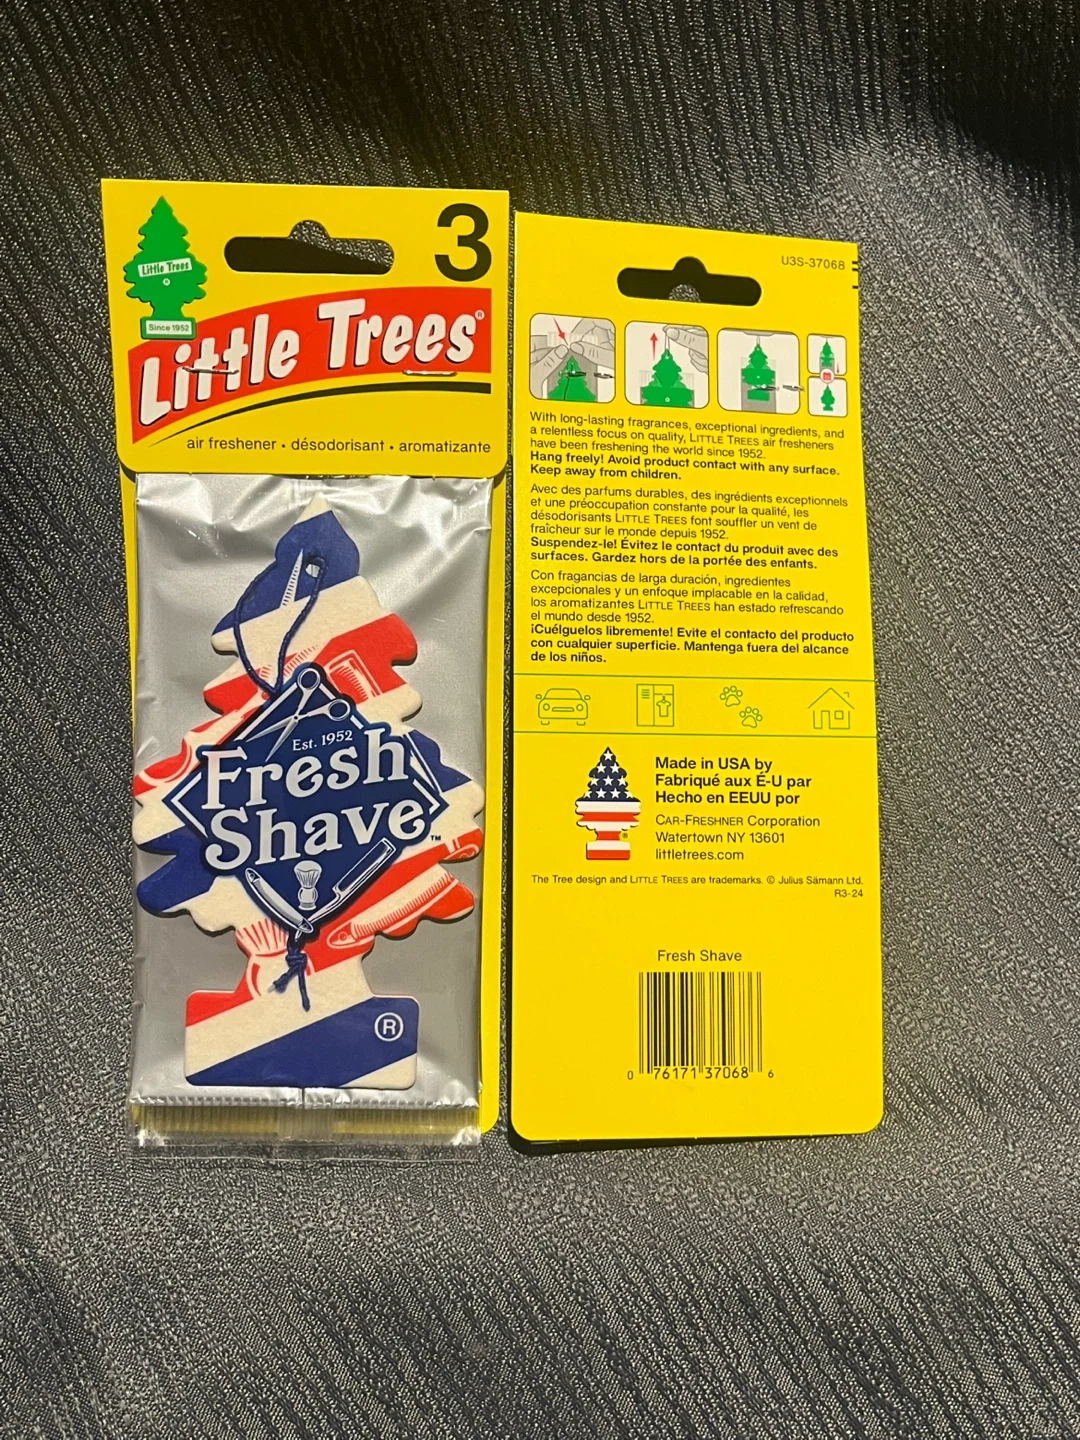 3
Little Trees
®
Since 1952
Little Trees®
air freshener • désodorisant • aromatizante
Est. 1952
Fresh
Shave™
®
U3S-37068
With long-lasting fragrances, exceptional ingredients, and
a relentless focus on quality, LITTLE TREES air fresheners
have been freshening the world since 1952.
Hang freely! Avoid product contact with any surface.
Keep away from children.
Avec des parfums durables, des ingrédients exceptionnels
et une préoccupation constante pour la qualité, les
désodorisants LITTLE TREES font souffler un vent de
fraîcheur sur le monde depuis 1952.
Suspendez-le! Évitez le contact du produit avec des
surfaces. Gardez hors de la portée des enfants.
Con fragancias de larga duración, ingredientes
excepcionales y un enfoque implacable en la calidad,
los aromatizantes LITTLE TREES han estado refrescando
el mundo desde 1952.
¡Cuélguelos libremente! Evite el contacto del producto
con cualquier superficie. Mantenga fuera del alcance
de los niños.
Made in USA by
Fabriqué aux É-U par
Hecho en EEUU por
CAR-FRESHNER Corporation
Watertown NY 13601
littletrees.com
®
The Tree design and LITTLE TREES are trademarks. © Julius Sämann Ltd.
R3-24
Fresh Shave
0 76171 37068 6